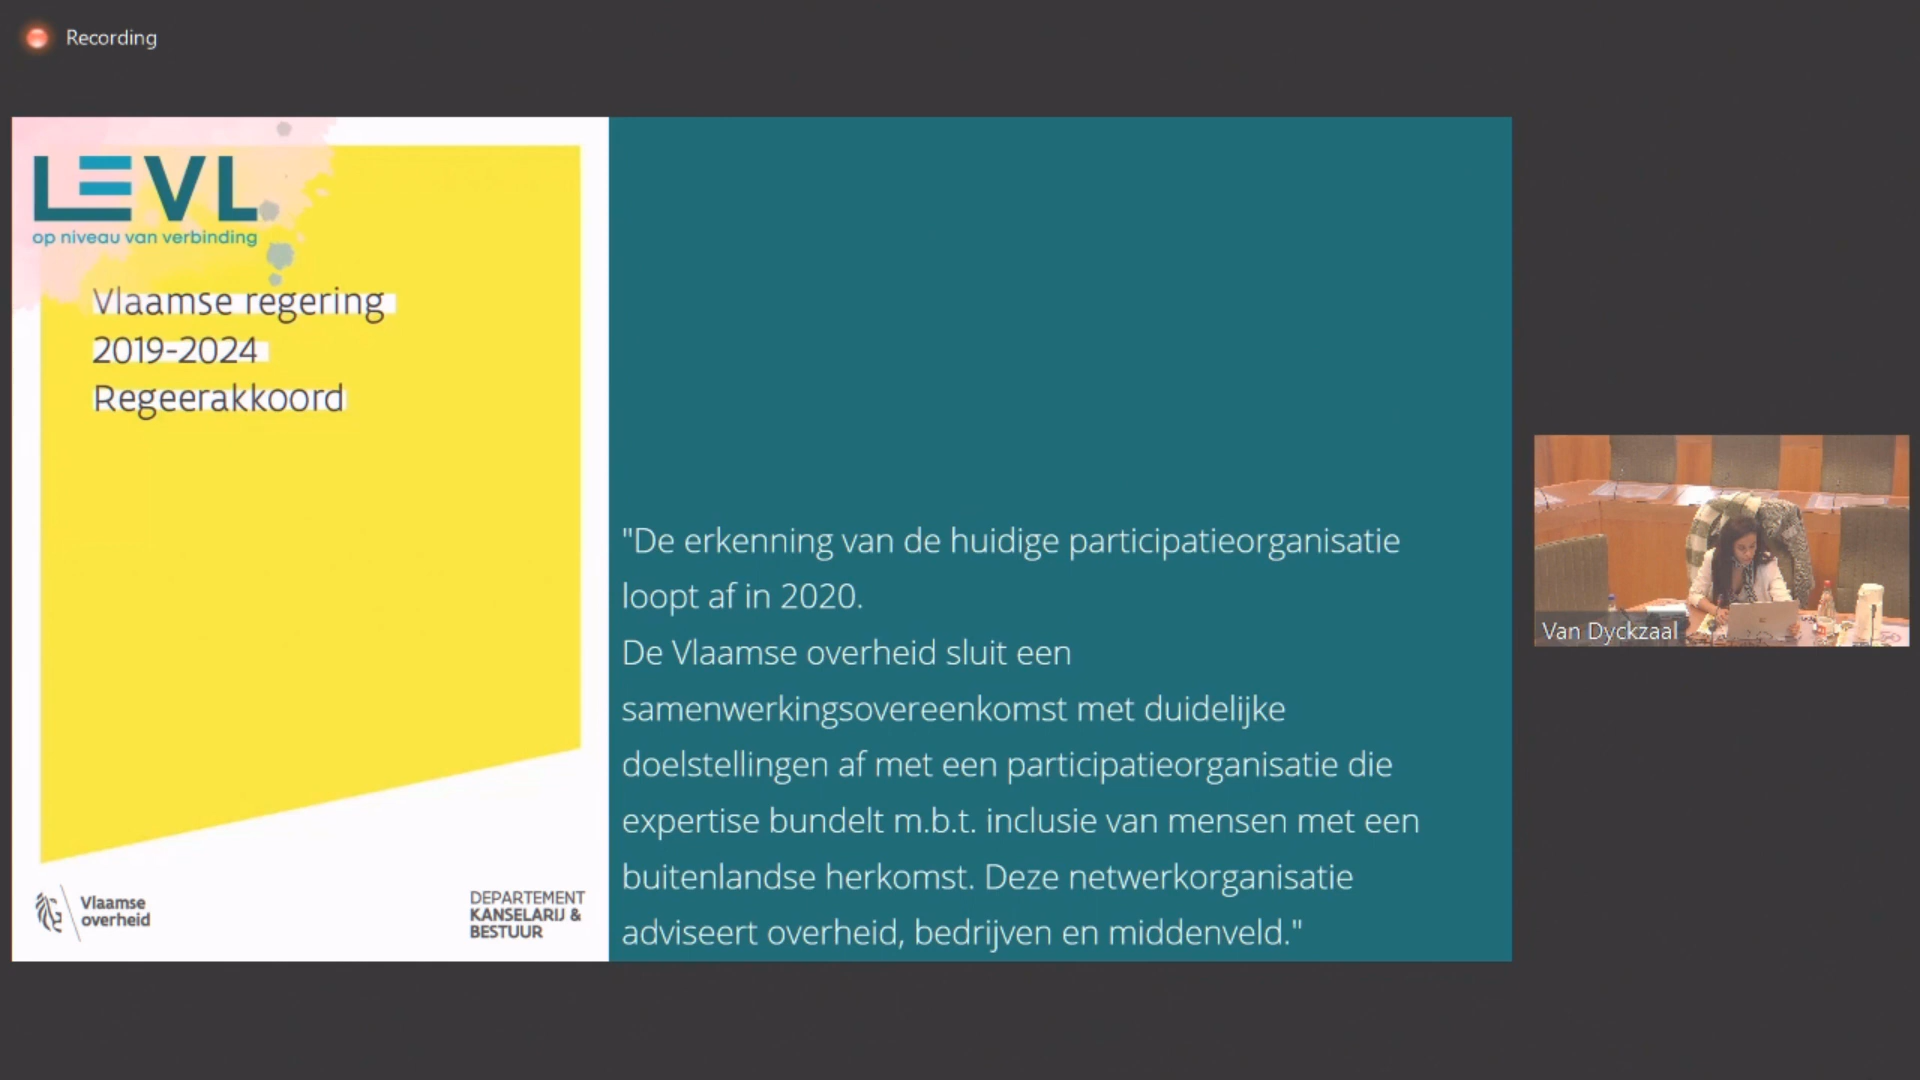 Recording
LEVL
op niveau van verbinding
Vlaamse regering
2019-2024
Regeerakkoord
Vlaamse
overheid
DEPARTEMENT
KANSELARIJ &
BESTUUR
"De erkenning van de huidige participatieorganisatie
loopt af in 2020.
De Vlaamse overheid sluit een
samenwerkingsovereenkomst met duidelijke
doelstellingen af met een participatieorganisatie die
expertise bundelt m.b.t. inclusie van mensen met een
buitenlandse herkomst. Deze netwerkorganisatie
adviseert overheid, bedrijven en middenveld."
Van Dyckzaal